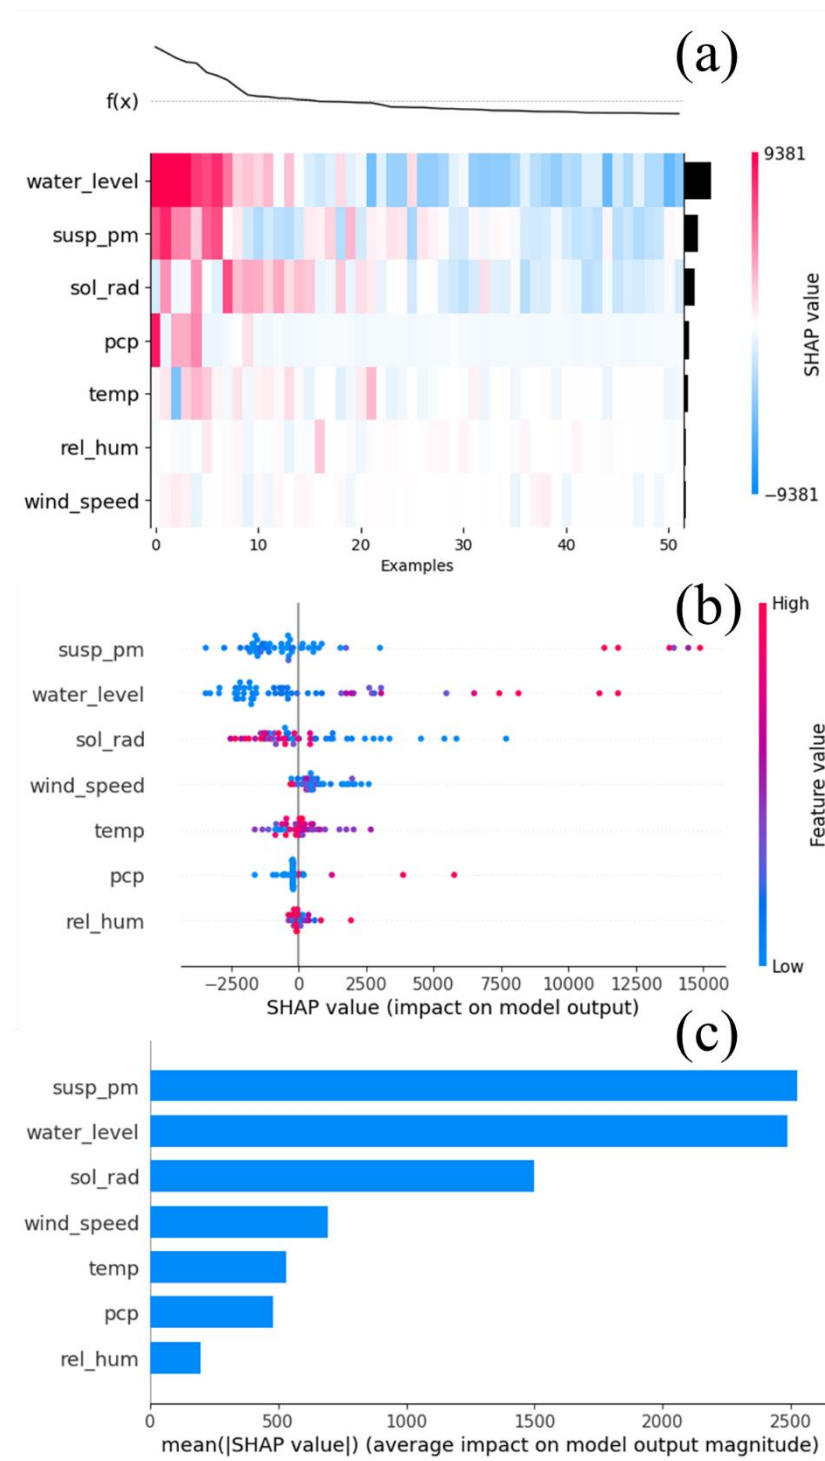 (a)
f(x)
water_level
susp_pm
sol_rad
pcp
temp
rel_hum
wind_speed
0 10 20 30 40 50
Examples
9381
SHAP value
−9381
(b)
susp_pm
water_level
sol_rad
wind_speed
temp
pcp
rel_hum
−2500 0 2500 5000 7500 10000 12500 15000
SHAP value (impact on model output)
High
Feature value
Low
(c)
susp_pm
water_level
sol_rad
wind_speed
temp
pcp
rel_hum
0 500 1000 1500 2000 2500
mean(|SHAP value|) (average impact on model output magnitude)